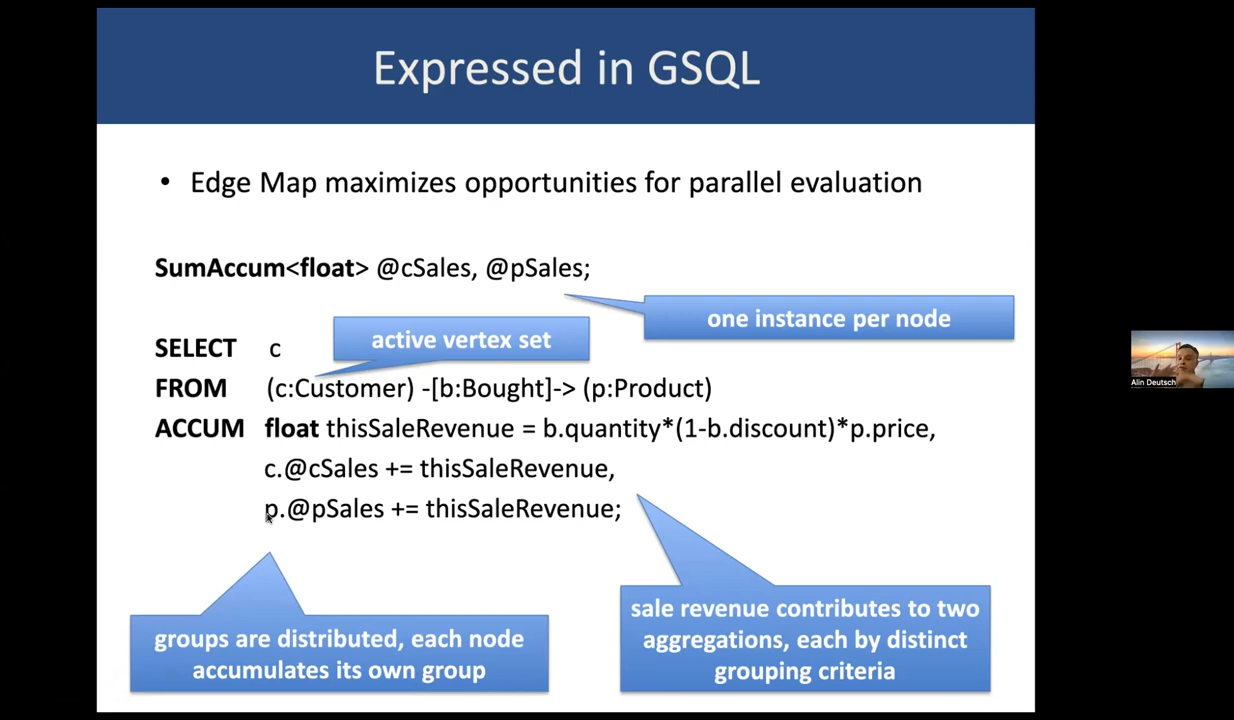 Expressed in GSQL
• Edge Map maximizes opportunities for parallel evaluation
SumAccum<float> @cSales, @pSales;
one instance per node
active vertex set
SELECT c
FROM (c:Customer) -[b:Bought]-> (p:Product)
ACCUM float thisSaleRevenue = b.quantity*(1-b.discount)*p.price,
c.@cSales += thisSaleRevenue,
p.@pSales += thisSaleRevenue;
groups are distributed, each node
accumulates its own group
sale revenue contributes to two
aggregations, each by distinct
grouping criteria
Alin Deutsch